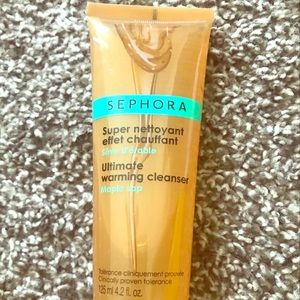 SEPHORA
Super nettoyant
effet chauffant
Sève d'érable
Ultimate
warming cleanser
Maple sap
Tolérance cliniquement prouvée
Clinically proven tolerance
125 ml 4.2 fl. oz.